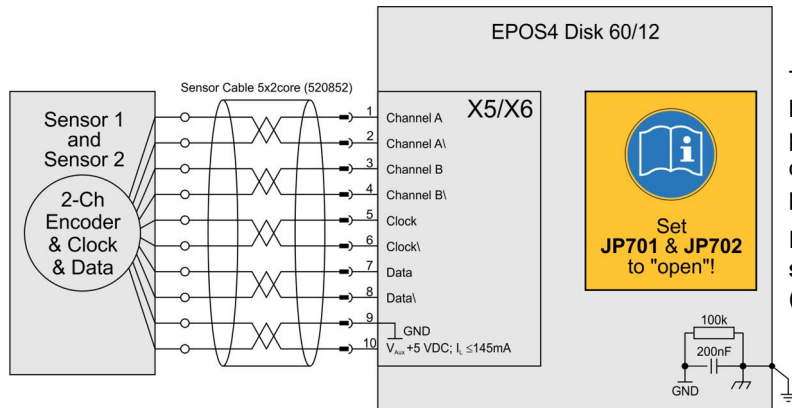 EPOS4 Disk 60/12
Sensor Cable 5x2core (520852)
Sensor 1
and
Sensor 2
2-Ch
Encoder
& Clock
& Data
X5/X6
1 Channel A
2 Channel A\
3 Channel B
4 Channel B\
5 Clock
6 Clock\
7 Data
8 Data\
9 GND
10 VAux +5 VDC; IL ≤145mA
i
Set
JP701 & JP702
to "open"!
100k
200nF
GND